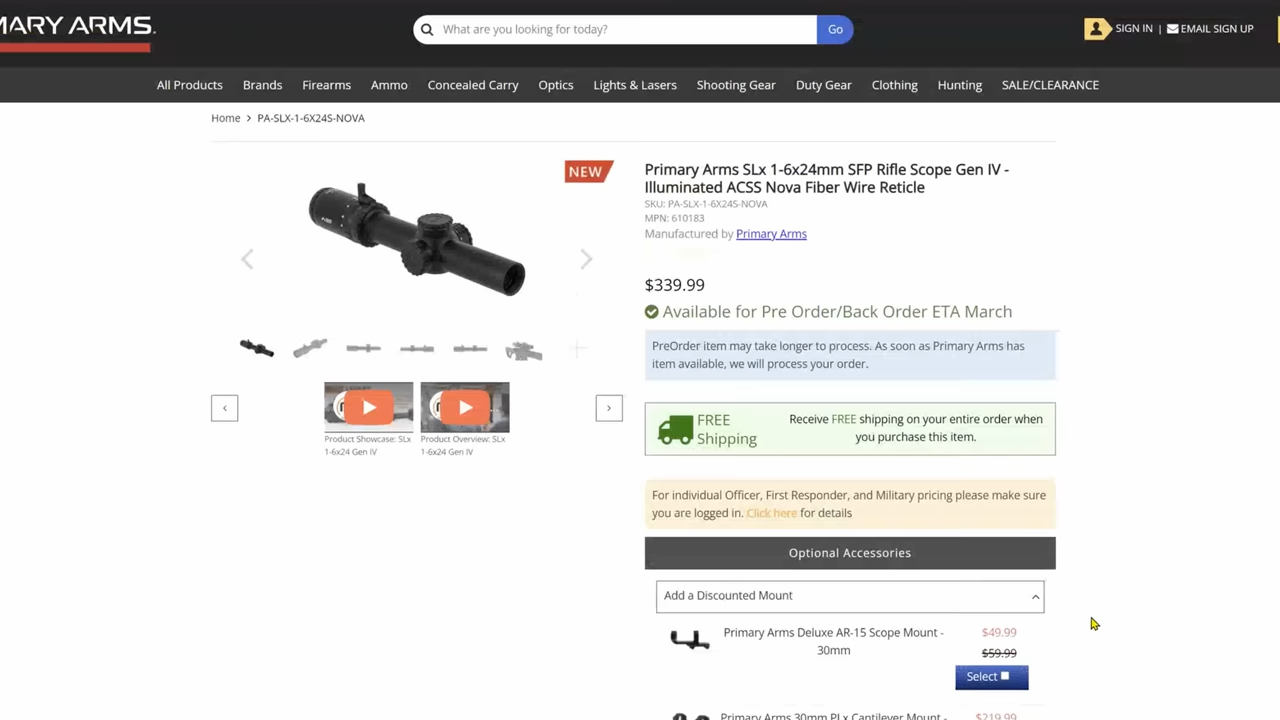 MARY ARMS.
What are you looking for today?
Go
SIGN IN | EMAIL SIGN UP
All Products Brands Firearms Ammo Concealed Carry Optics Lights & Lasers Shooting Gear Duty Gear Clothing Hunting SALE/CLEARANCE
Home > PA-SLX-1-6X24S-NOVA
NEW
Primary Arms SLx 1-6x24mm SFP Rifle Scope Gen IV -
Illuminated ACSS Nova Fiber Wire Reticle
SKU: PA-SLX-1-6X24S-NOVA
MPN: 610183
Manufactured by Primary Arms
$339.99
Available for Pre Order/Back Order ETA March
PreOrder item may take longer to process. As soon as Primary Arms has
item available, we will process your order.
Product Showcase: SLx
1-6x24 Gen IV
Product Overview: SLx
1-6x24 Gen IV
FREE
Shipping
Receive FREE shipping on your entire order when
you purchase this item.
For individual Officer, First Responder, and Military pricing please make sure
you are logged in. Click here for details
Optional Accessories
Add a Discounted Mount
Primary Arms Deluxe AR-15 Scope Mount -
30mm
$49.99
$59.99
Select
Primary Arms 30mm PLx Cantilever Mount -
$219.99